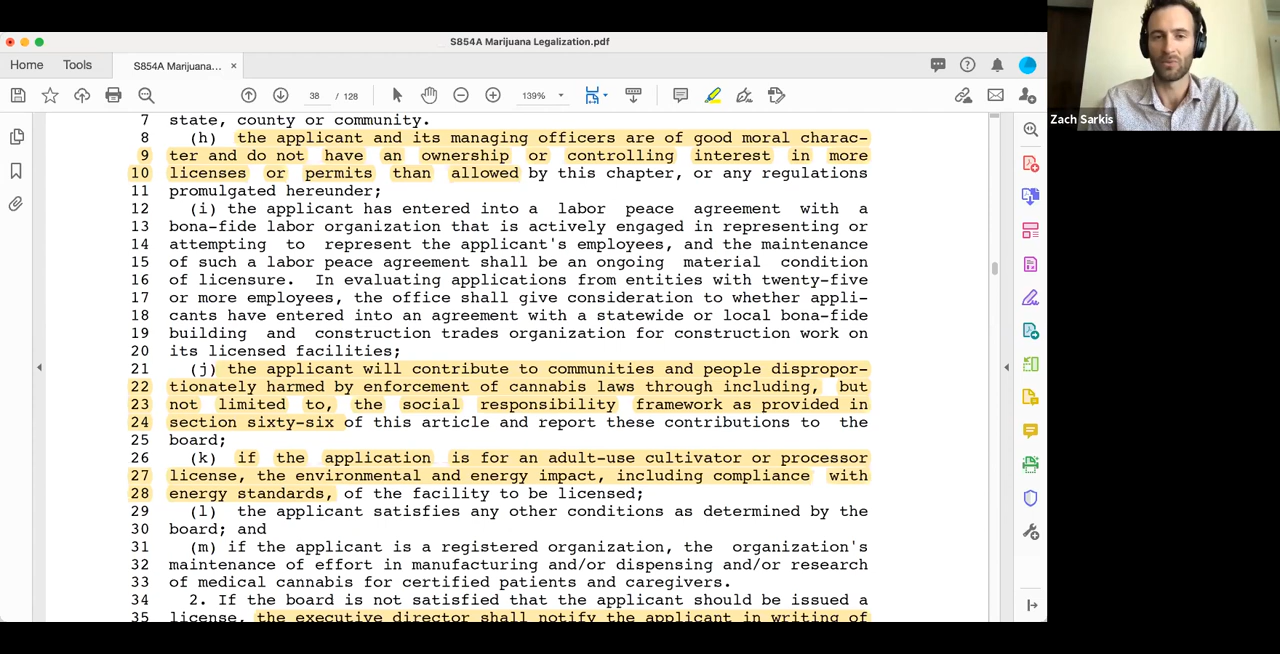 S854A Marijuana Legalization.pdf
Home Tools S854A Marijuana... ×
38 / 128 139%
7 state, county or community.
8 (h) the applicant and its managing officers are of good moral charac-
9 ter and do not have an ownership or controlling interest in more
10 licenses or permits than allowed by this chapter, or any regulations
11 promulgated hereunder;
12 (i) the applicant has entered into a labor peace agreement with a
13 bona-fide labor organization that is actively engaged in representing or
14 attempting to represent the applicant's employees, and the maintenance
15 of such a labor peace agreement shall be an ongoing material condition
16 of licensure. In evaluating applications from entities with twenty-five
17 or more employees, the office shall give consideration to whether appli-
18 cants have entered into an agreement with a statewide or local bona-fide
19 building and construction trades organization for construction work on
20 its licensed facilities;
21 (j) the applicant will contribute to communities and people dispropor-
22 tionately harmed by enforcement of cannabis laws through including, but
23 not limited to, the social responsibility framework as provided in
24 section sixty-six of this article and report these contributions to the
25 board;
26 (k) if the application is for an adult-use cultivator or processor
27 license, the environmental and energy impact, including compliance with
28 energy standards, of the facility to be licensed;
29 (l) the applicant satisfies any other conditions as determined by the
30 board; and
31 (m) if the applicant is a registered organization, the organization's
32 maintenance of effort in manufacturing and/or dispensing and/or research
33 of medical cannabis for certified patients and caregivers.
34 2. If the board is not satisfied that the applicant should be issued a
35 license, the executive director shall notify the applicant in writing of
Zach Sarkis